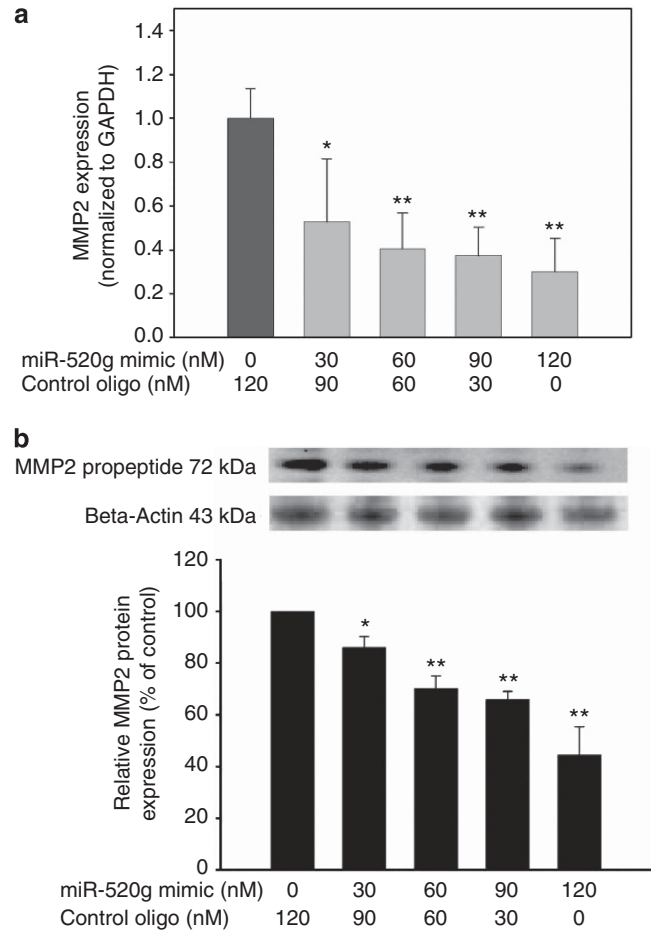 a
MMP2 expression
(normalized to GAPDH)
1.4
1.2
1.0
0.8
0.6
0.4
0.2
0.0
*
**
**
**
miR-520g mimic (nM) 0 30 60 90 120
Control oligo (nM) 120 90 60 30 0
b
MMP2 propeptide 72 kDa
Beta-Actin 43 kDa
Relative MMP2 protein
expression (% of control)
120
100
80
60
40
20
0
*
**
**
**
miR-520g mimic (nM) 0 30 60 90 120
Control oligo (nM) 120 90 60 30 0